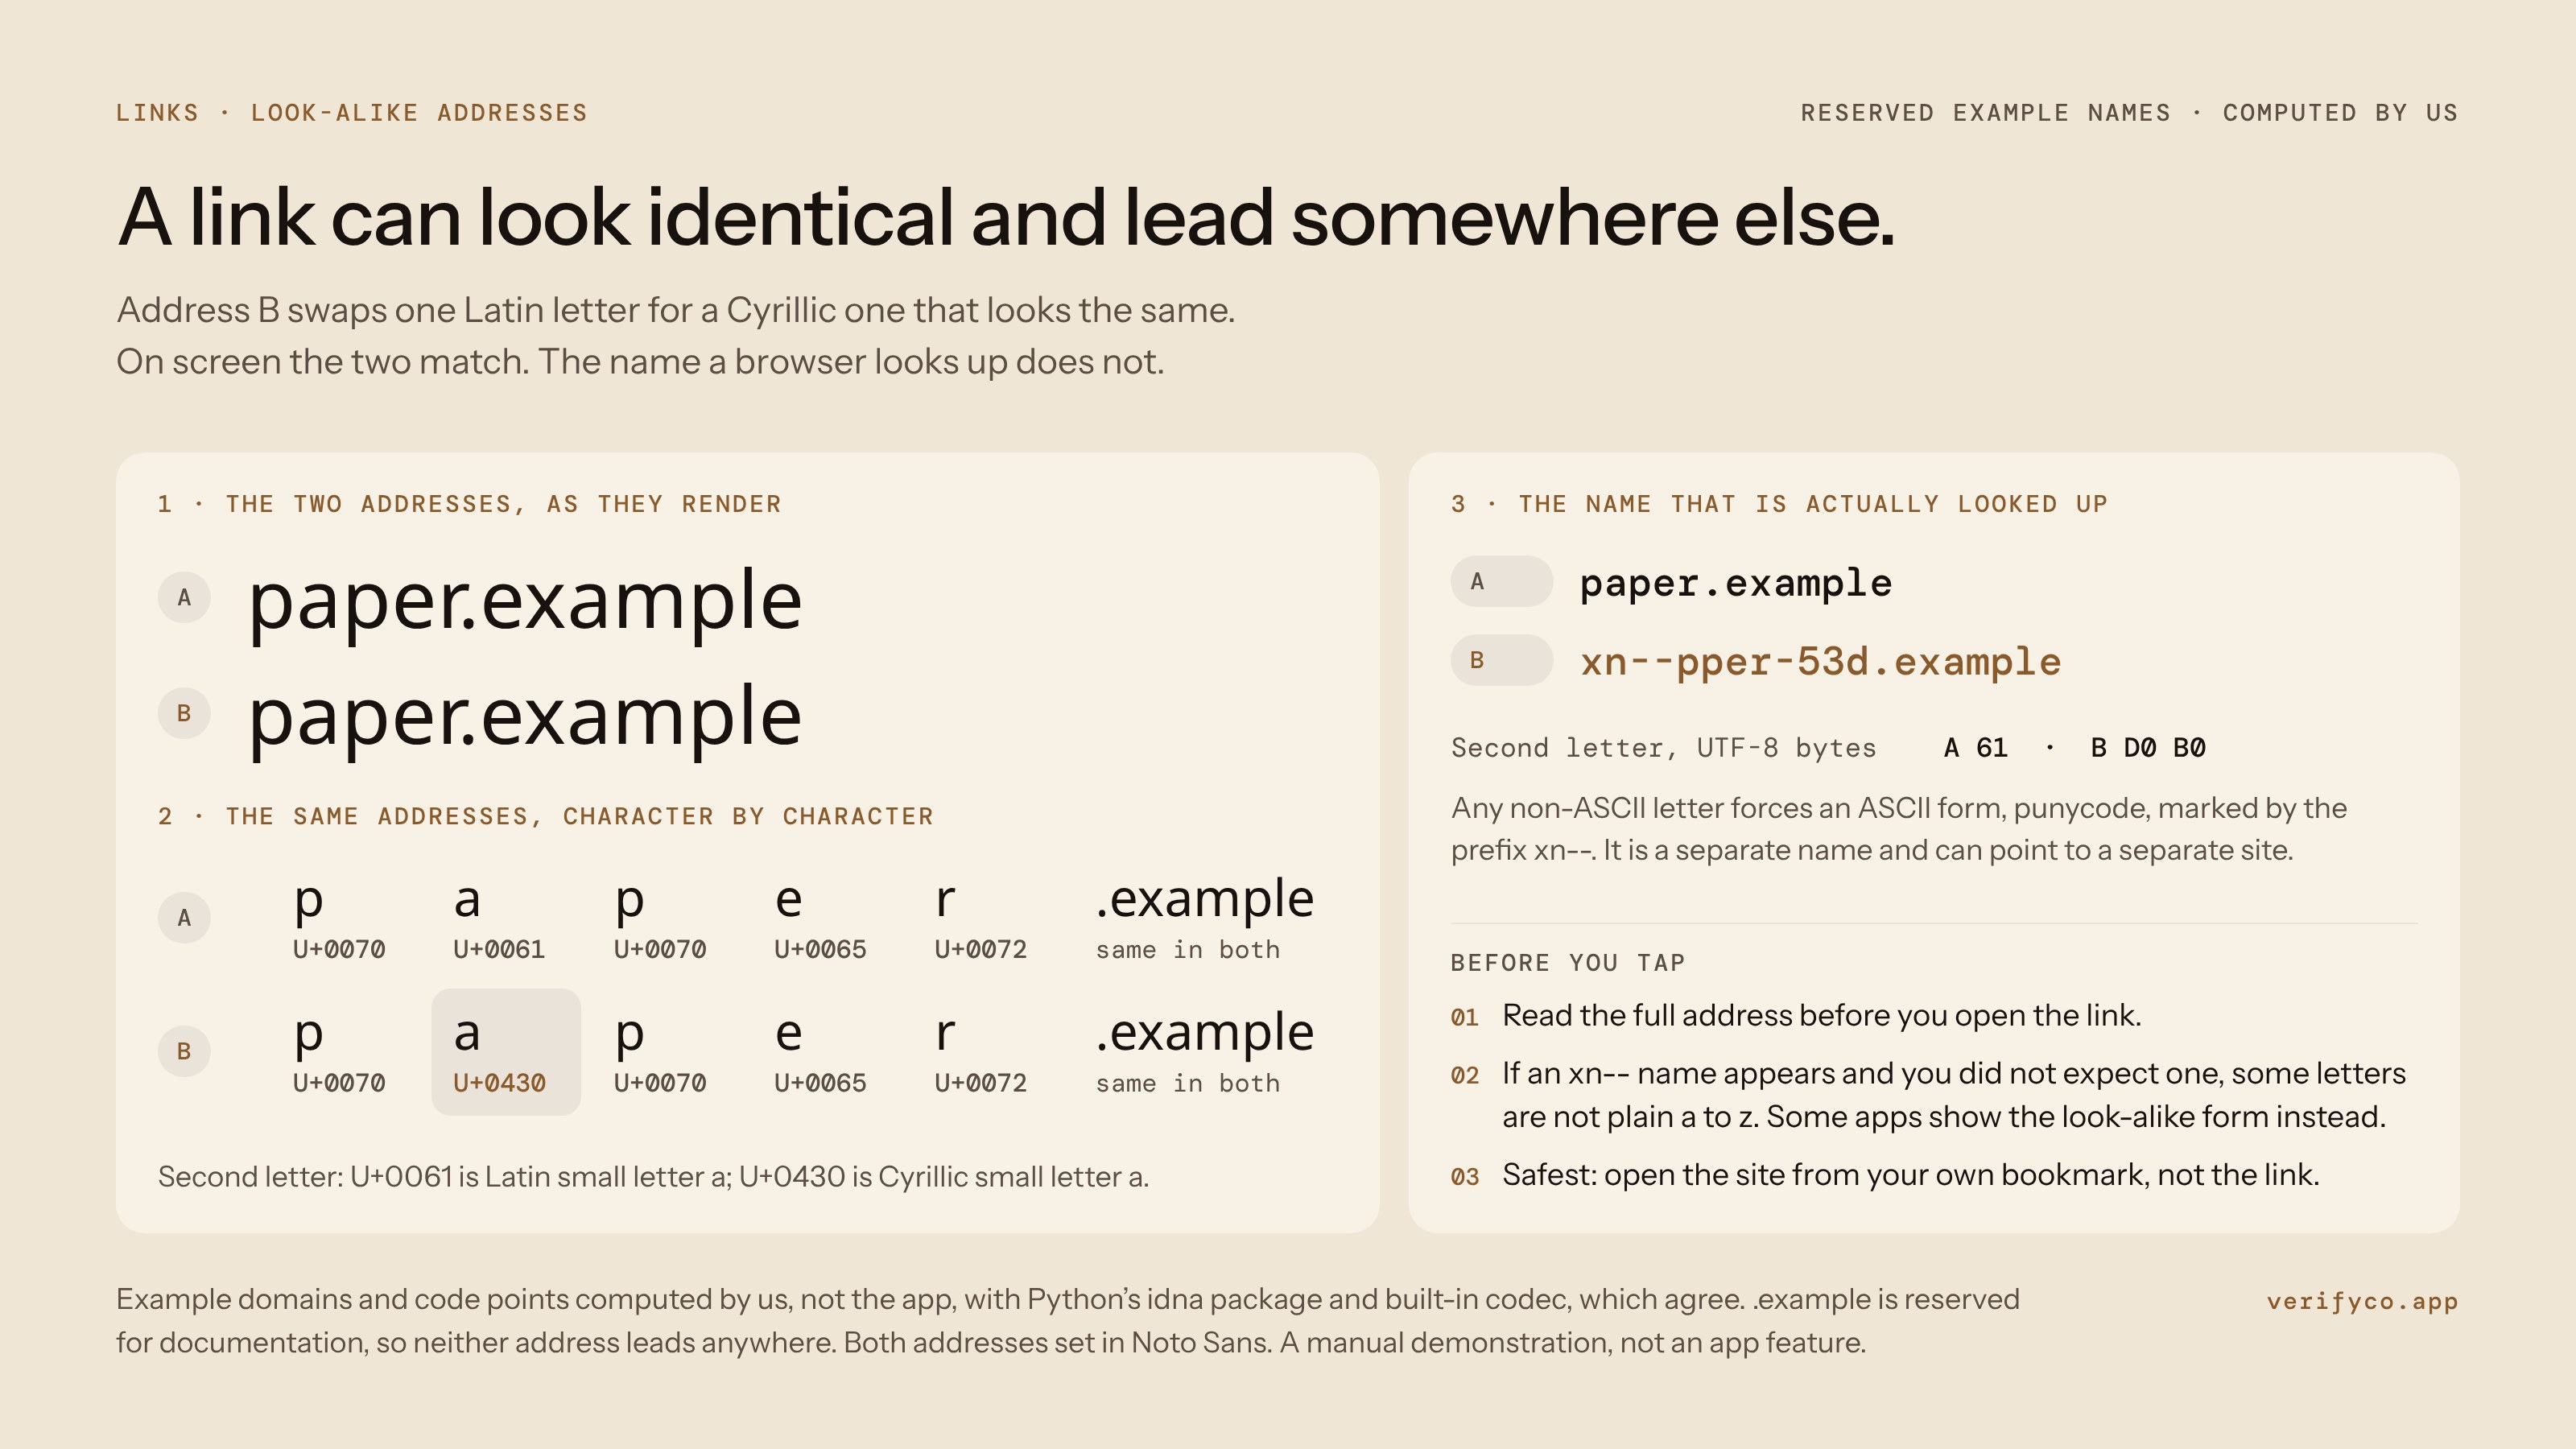 LINKS · LOOK-ALIKE ADDRESSES
RESERVED EXAMPLE NAMES · COMPUTED BY US
A link can look identical and lead somewhere else.
Address B swaps one Latin letter for a Cyrillic one that looks the same.
On screen the two match. The name a browser looks up does not.
1 · THE TWO ADDRESSES, AS THEY RENDER
A paper.example
B pаper.example
2 · THE SAME ADDRESSES, CHARACTER BY CHARACTER
A p a p e r .example
U+0070 U+0061 U+0070 U+0065 U+0072 same in both
B p а p e r .example
U+0070 U+0430 U+0070 U+0065 U+0072 same in both
Second letter: U+0061 is Latin small letter a; U+0430 is Cyrillic small letter a.
3 · THE NAME THAT IS ACTUALLY LOOKED UP
A paper.example
B xn--pper-53d.example
Second letter, UTF-8 bytes A 61 · B D0 B0
Any non-ASCII letter forces an ASCII form, punycode, marked by the
prefix xn--. It is a separate name and can point to a separate site.
BEFORE YOU TAP
01 Read the full address before you open the link.
02 If an xn-- name appears and you did not expect one, some letters
are not plain a to z. Some apps show the look-alike form instead.
03 Safest: open the site from your own bookmark, not the link.
Example domains and code points computed by us, not the app, with Python’s idna package and built-in codec, which agree. .example is reserved
for documentation, so neither address leads anywhere. Both addresses set in Noto Sans. A manual demonstration, not an app feature.
verifyco.app